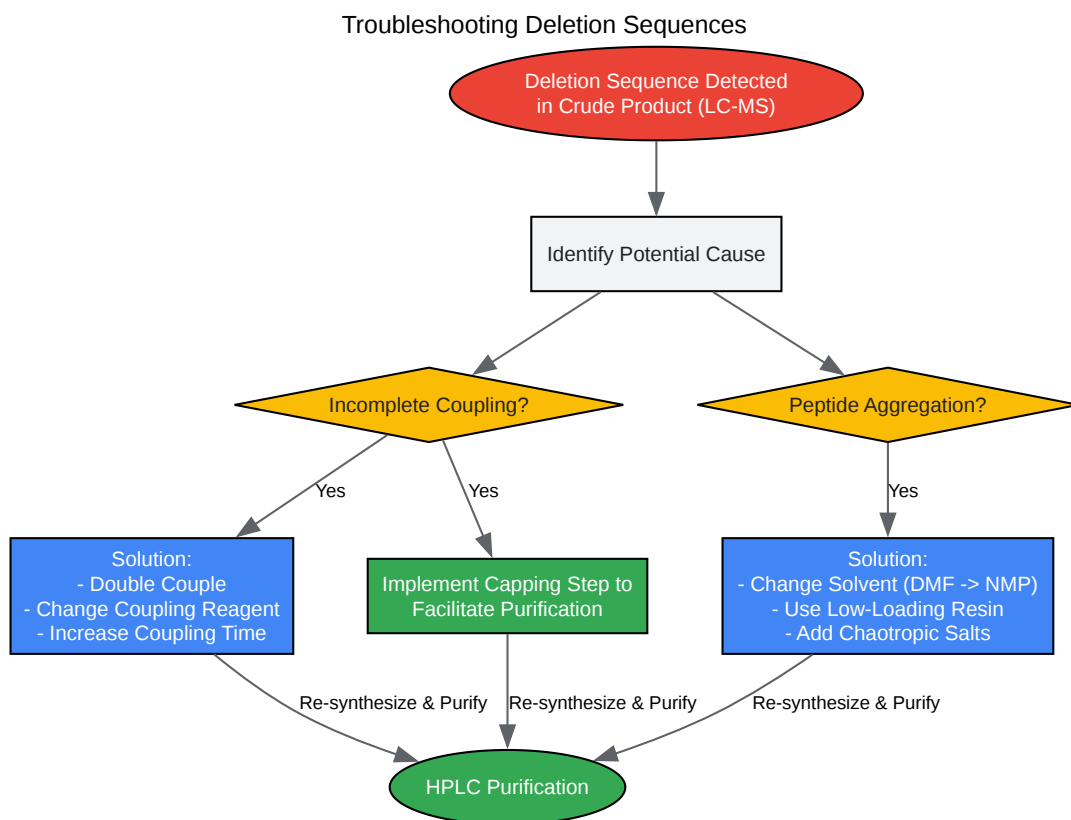 Troubleshooting Deletion Sequences
Deletion Sequence Detected
in Crude Product (LC-MS)
Identify Potential Cause
Incomplete Coupling?
Peptide Aggregation?
Yes
Yes
Yes
Solution:
- Double Couple
- Change Coupling Reagent
- Increase Coupling Time
Implement Capping Step to
Facilitate Purification
Solution:
- Change Solvent (DMF -> NMP)
- Use Low-Loading Resin
- Add Chaotropic Salts
Re-synthesize & Purify
Re-synthesize & Purify
Re-synthesize & Purify
HPLC Purification